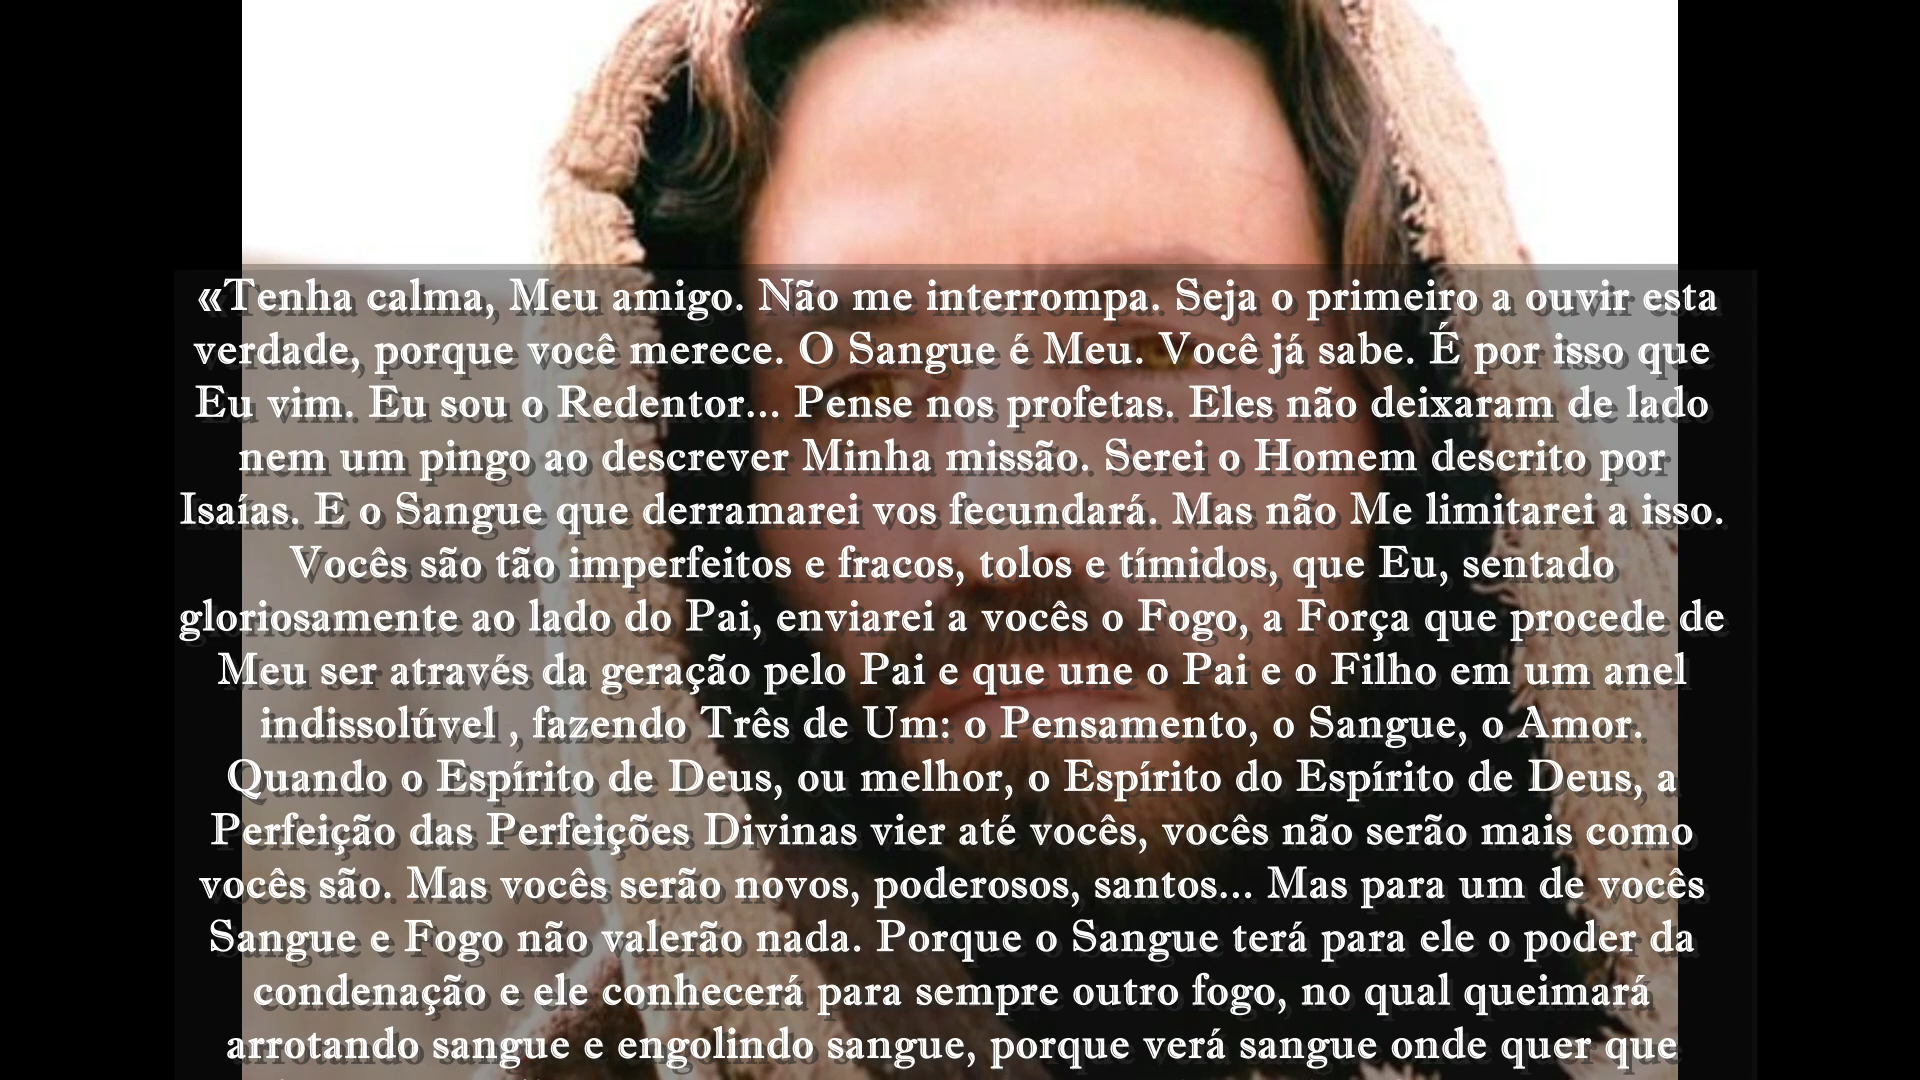 «Tenha calma, Meu amigo. Não me interrompa. Seja o primeiro a ouvir esta
verdade, porque você merece. O Sangue é Meu. Você já sabe. É por isso que
Eu vim. Eu sou o Redentor... Pense nos profetas. Eles não deixaram de lado
nem um pingo ao descrever Minha missão. Serei o Homem descrito por
Isaías. E o Sangue que derramarei vos fecundará. Mas não Me limitarei a isso.
Vocês são tão imperfeitos e fracos, tolos e tímidos, que Eu, sentado
gloriosamente ao lado do Pai, enviarei a vocês o Fogo, a Força que procede de
Meu ser através da geração pelo Pai e que une o Pai e o Filho em um anel
indissolúvel , fazendo Três de Um: o Pensamento, o Sangue, o Amor.
Quando o Espírito de Deus, ou melhor, o Espírito do Espírito de Deus, a
Perfeição das Perfeições Divinas vier até vocês, vocês não serão mais como
vocês são. Mas vocês serão novos, poderosos, santos... Mas para um de vocês
Sangue e Fogo não valerão nada. Porque o Sangue terá para ele o poder da
condenação e ele conhecerá para sempre outro fogo, no qual queimará
arrotando sangue e engolindo sangue, porque verá sangue onde quer que